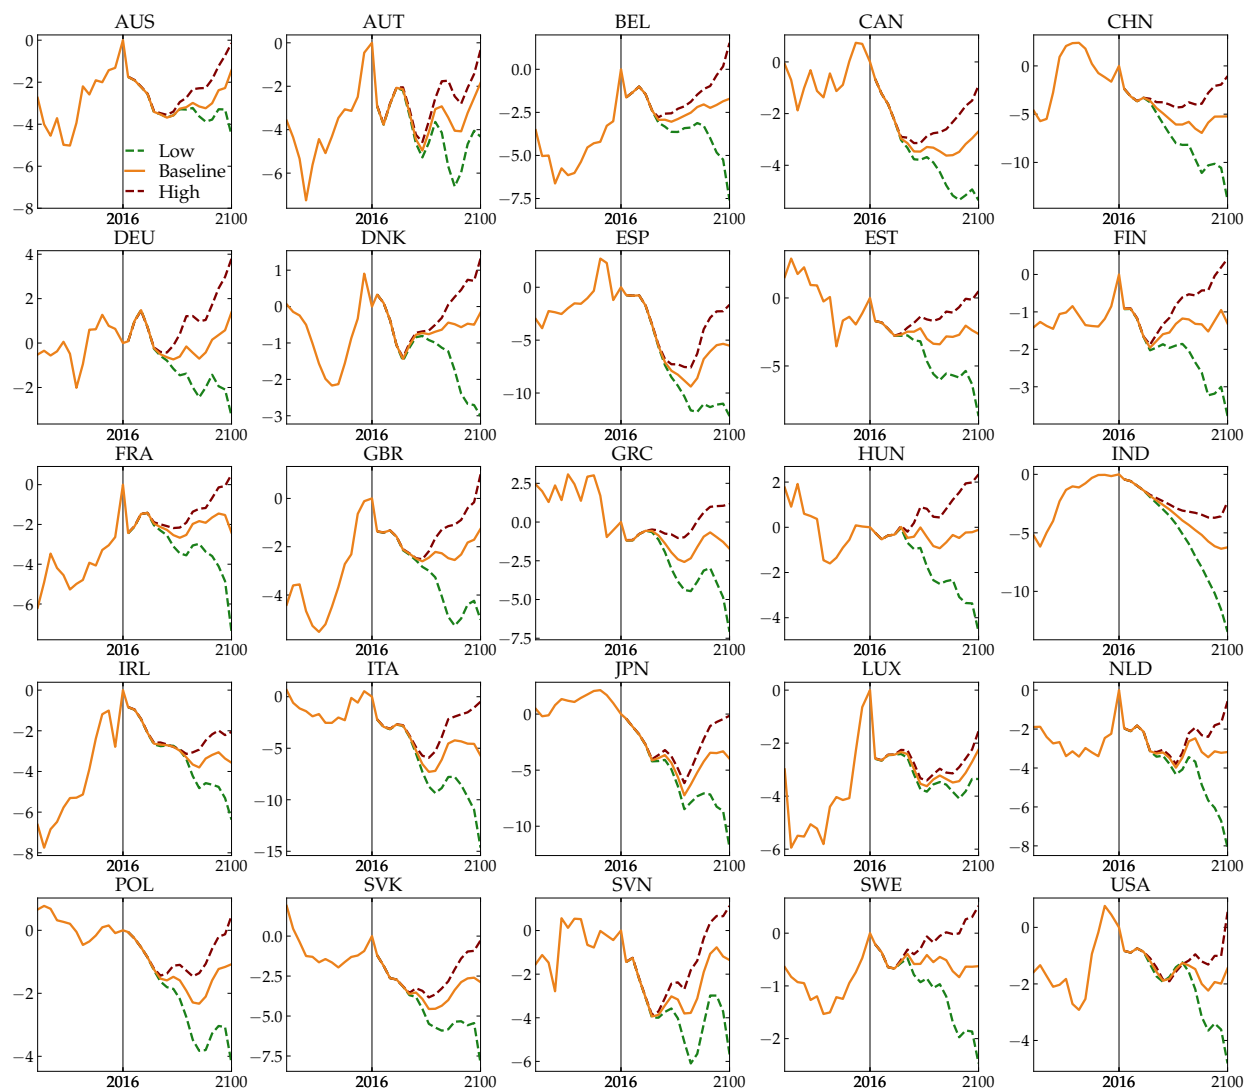 AUS AUT BEL CAN CHN
0 −2 −4 −6 −8
Low
Baseline
High
2016 2100
0 −2 −4 −6
2016 2100
0.0 −2.5 −5.0 −7.5
2016 2100
0 −2 −4
2016 2100
0 −5 −10
2016 2100
DEU DNK ESP EST FIN
4 2 0 −2
2016 2100
1 0 −1 −2 −3
2016 2100
0 −5 −10
2016 2100
0 −5
2016 2100
0 −1 −2 −3
2016 2100
FRA GBR GRC HUN IND
0 −2 −4 −6
2016 2100
0 −2 −4
2016 2100
2.5 0.0 −2.5 −5.0 −7.5
2016 2100
2 0 −2 −4
2016 2100
0 −5 −10
2016 2100
IRL ITA JPN LUX NLD
0 −2 −4 −6 −8
2016 2100
0 −5 −10 −15
2016 2100
0 −5 −10
2016 2100
0 −2 −4 −6
2016 2100
0 −2 −4 −6 −8
2016 2100
POL SVK SVN SWE USA
0 −2 −4
2016 2100
0.0 −2.5 −5.0 −7.5
2016 2100
0 −2 −4 −6
2016 2100
0 −1 −2
2016 2100
0 −2 −4
2016 2100